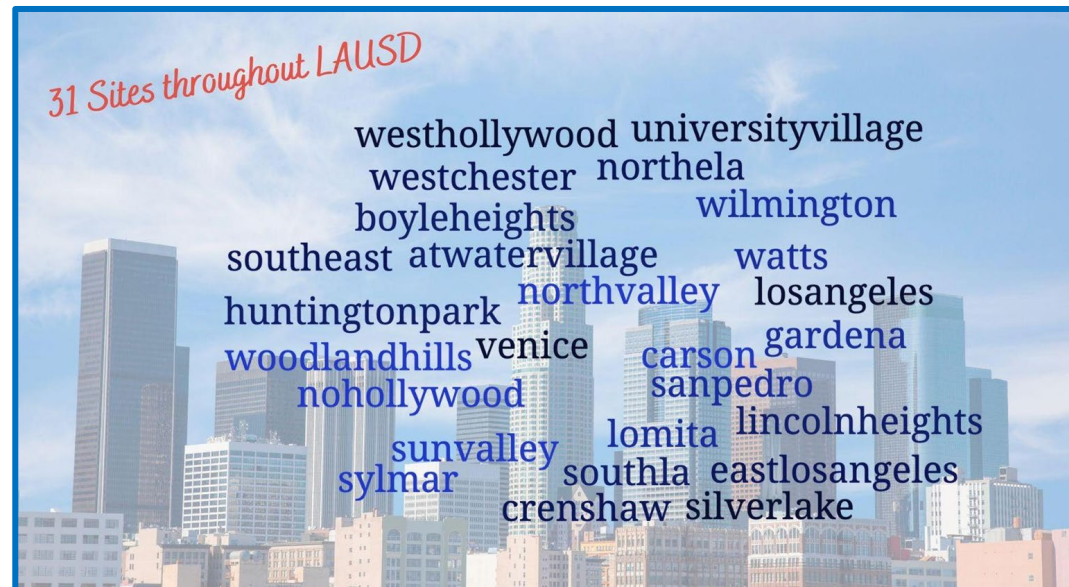 31 Sites throughout LAUSD
westhollywood universityvillage
westchester northela
boyleheights wilmington
southeast atwatervillage watts
northvalley losangeles
huntingtonpark
gardena
woodlandhills venice carson
nohollywood sanpedro
lincolnheights
sunvalley lomita
sylmar southla eastlosangeles
crenshaw silverlake